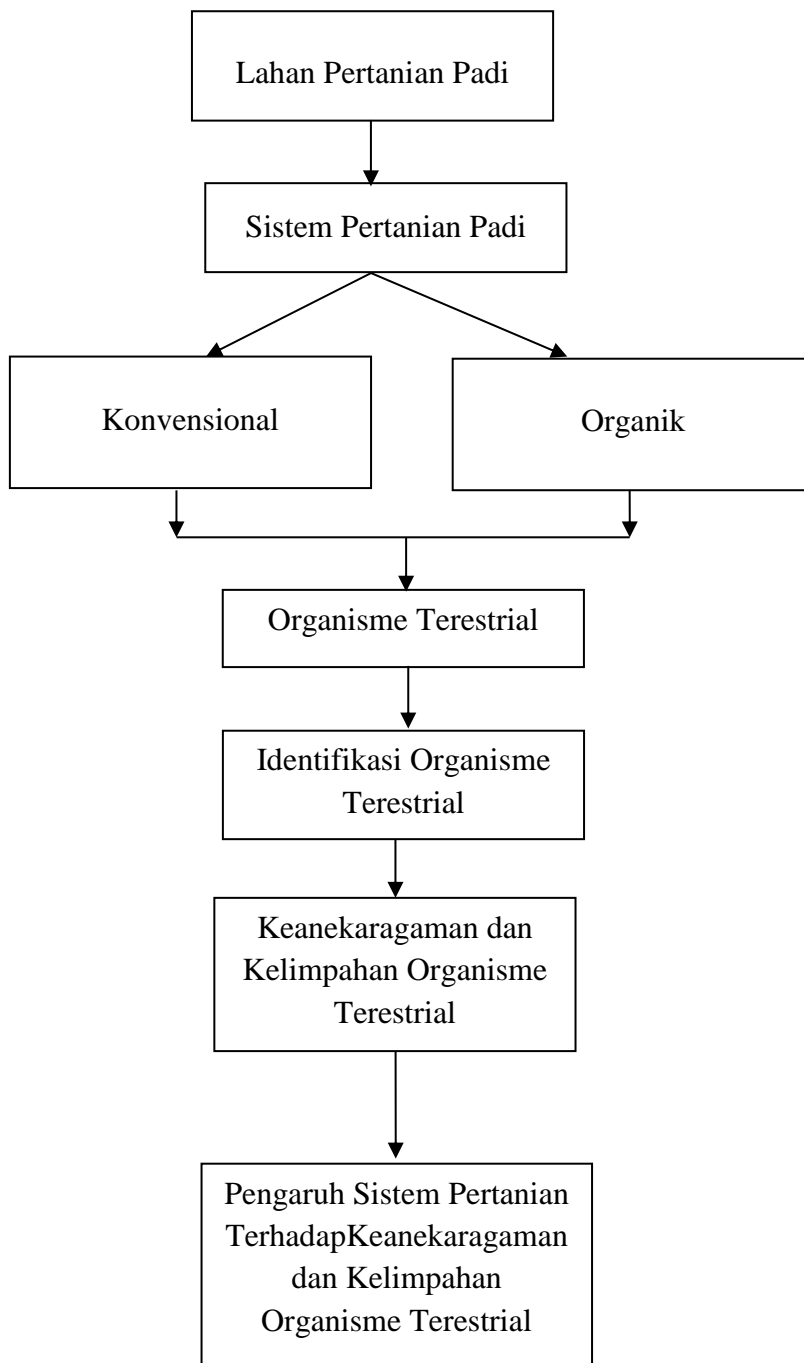 Lahan Pertanian Padi
Sistem Pertanian Padi
Konvensional
Organik
Organisme Terestrial
Identifikasi Organisme
Terestrial
Keanekaragaman dan
Kelimpahan Organisme
Terestrial
Pengaruh Sistem Pertanian
TerhadapKeanekaragaman
dan Kelimpahan
Organisme Terestrial